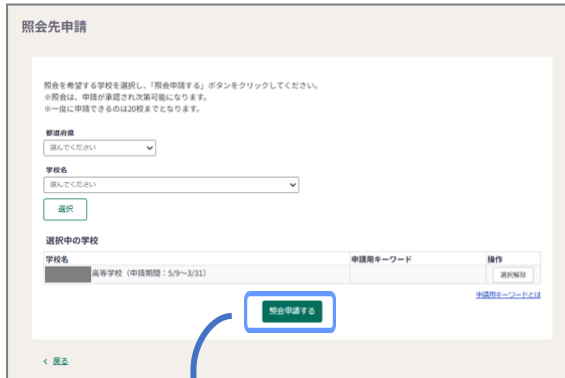 照会先申請
照会を希望する学校を選択し、「照会申請する」ボタンをクリックしてください。
※照会は、申請が承認され次第可能になります。
※一度に申請できるのは20校までとなります。
都道府県
選んでください
学校名
選んでください
選択
選択中の学校
学校名 申請用キーワード 操作
高等学校（申請期間：5/9～3/31） 選択解除
申請用キーワードとは
照会申請する
< 戻る